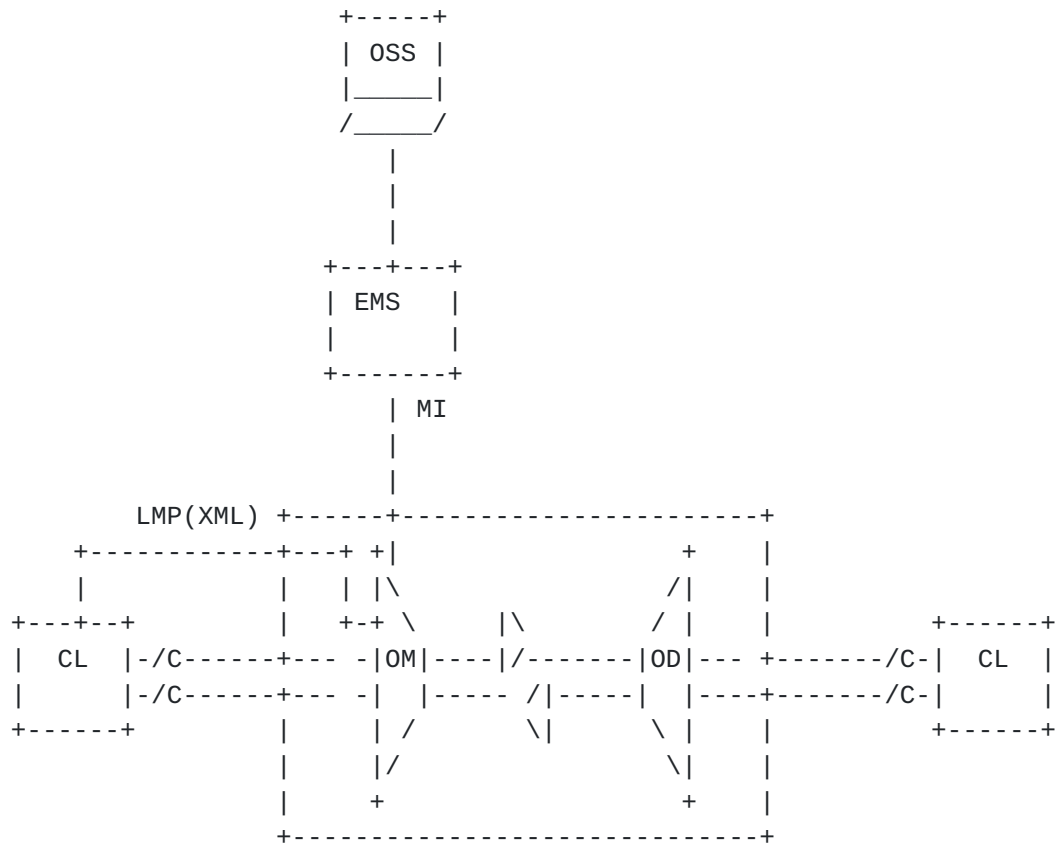 OSS
EMS
MI
LMP(XML)
CL -/C- OM OD /C- CL
-/C- /C-